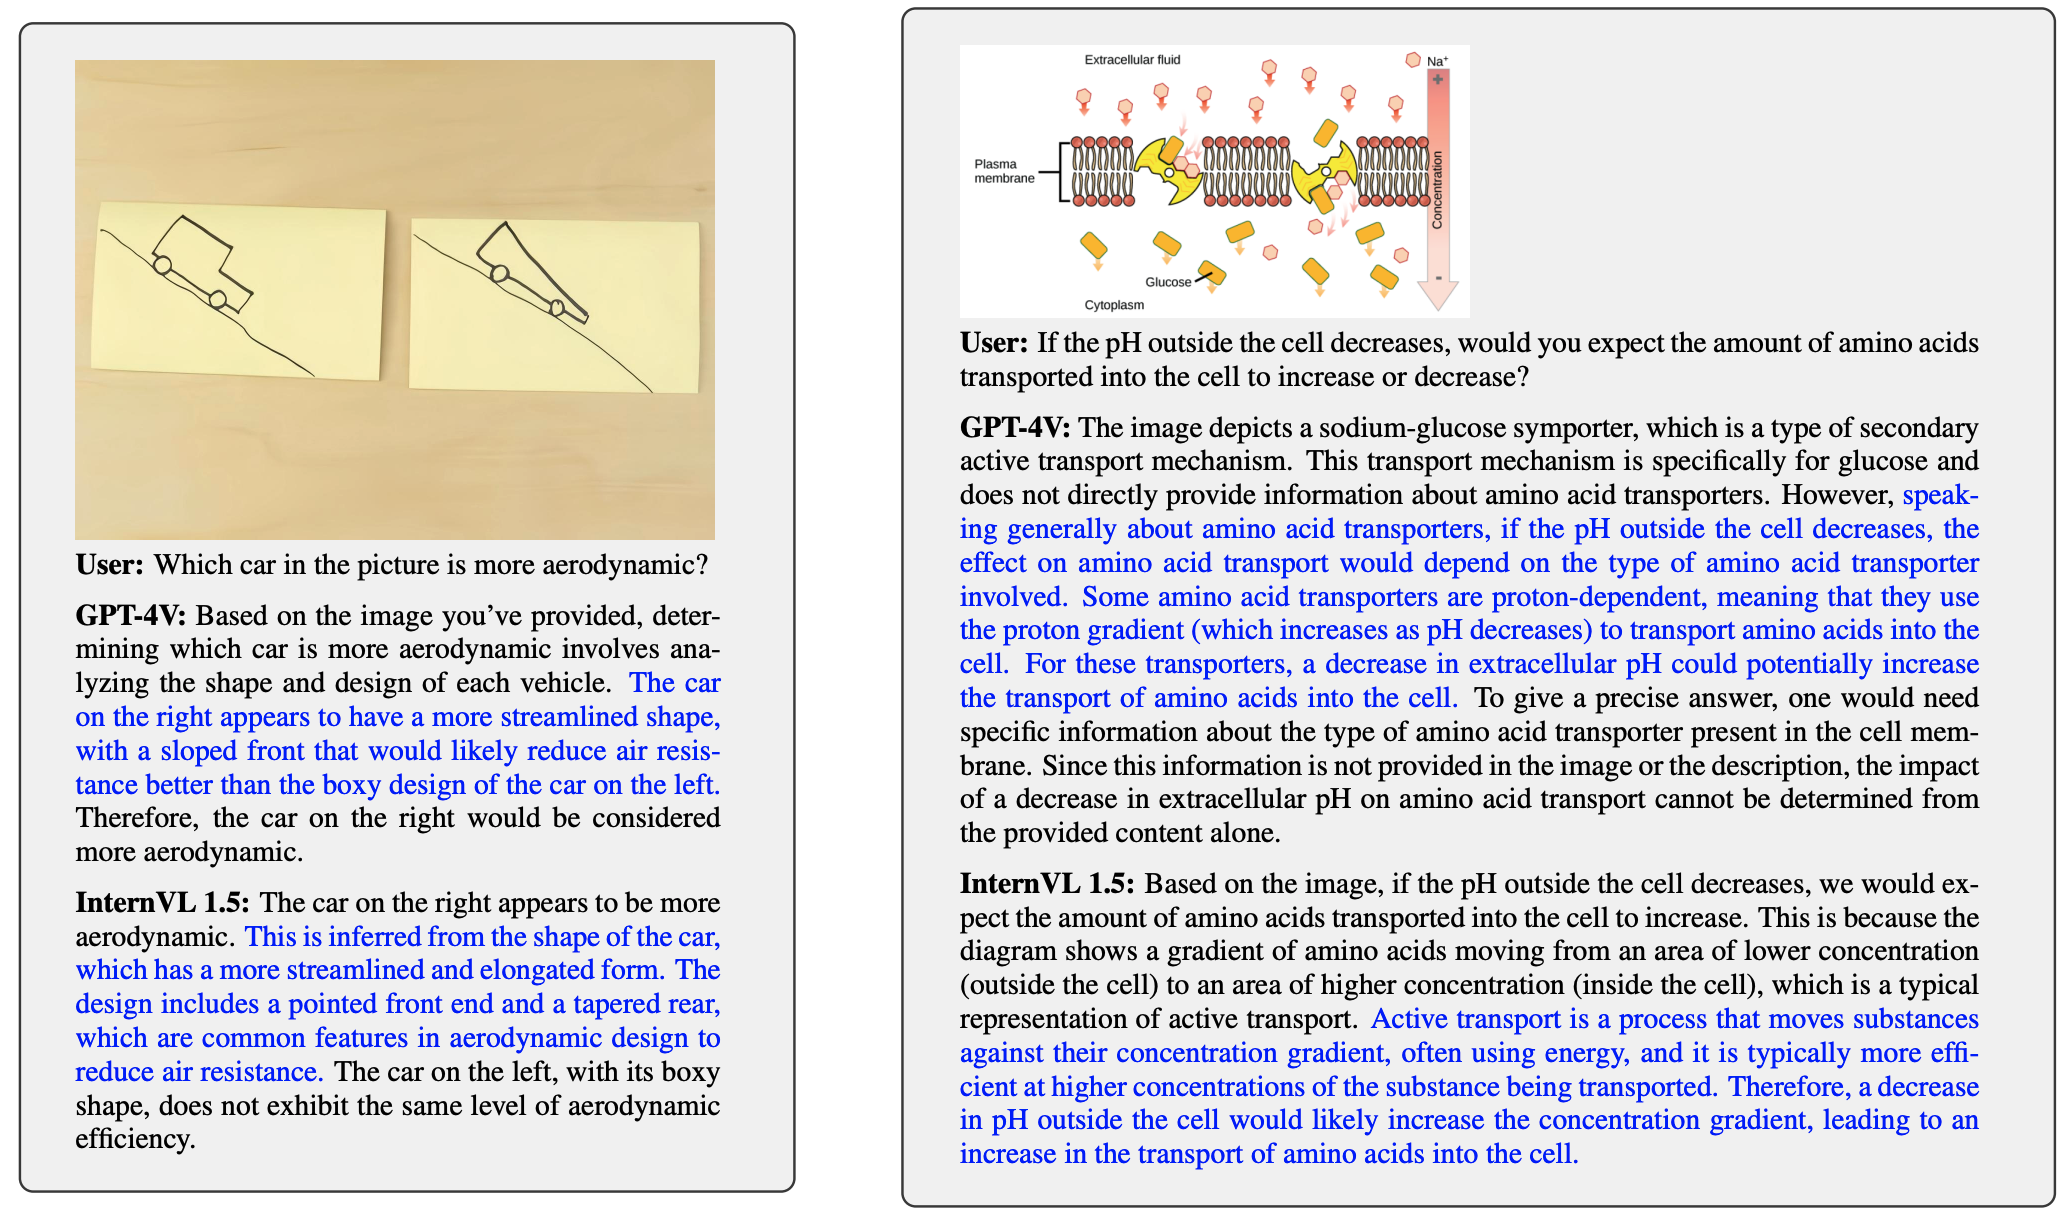 User: Which car in the picture is more aerodynamic?
GPT-4V: Based on the image you've provided, deter-
mining which car is more aerodynamic involves ana-
lyzing the shape and design of each vehicle. The car
on the right appears to have a more streamlined shape,
with a sloped front that would likely reduce air resis-
tance better than the boxy design of the car on the left.
Therefore, the car on the right would be considered
more aerodynamic.
InternVL 1.5: The car on the right appears to be more
aerodynamic. This is inferred from the shape of the car,
which has a more streamlined and elongated form. The
design includes a pointed front end and a tapered rear,
which are common features in aerodynamic design to
reduce air resistance. The car on the left, with its boxy
shape, does not exhibit the same level of aerodynamic
efficiency.
Extracellular fluid
Na+
+
Plasma
membrane
Concentration
-
Glucose
Cytoplasm
User: If the pH outside the cell decreases, would you expect the amount of amino acids
transported into the cell to increase or decrease?
GPT-4V: The image depicts a sodium-glucose symporter, which is a type of secondary
active transport mechanism. This transport mechanism is specifically for glucose and
does not directly provide information about amino acid transporters. However, speak-
ing generally about amino acid transporters, if the pH outside the cell decreases, the
effect on amino acid transport would depend on the type of amino acid transporter
involved. Some amino acid transporters are proton-dependent, meaning that they use
the proton gradient (which increases as pH decreases) to transport amino acids into the
cell. For these transporters, a decrease in extracellular pH could potentially increase
the transport of amino acids into the cell. To give a precise answer, one would need
specific information about the type of amino acid transporter present in the cell mem-
brane. Since this information is not provided in the image or the description, the impact
of a decrease in extracellular pH on amino acid transport cannot be determined from
the provided content alone.
InternVL 1.5: Based on the image, if the pH outside the cell decreases, we would ex-
pect the amount of amino acids transported into the cell to increase. This is because the
diagram shows a gradient of amino acids moving from an area of lower concentration
(outside the cell) to an area of higher concentration (inside the cell), which is a typical
representation of active transport. Active transport is a process that moves substances
against their concentration gradient, often using energy, and it is typically more effi-
cient at higher concentrations of the substance being transported. Therefore, a decrease
in pH outside the cell would likely increase the concentration gradient, leading to an
increase in the transport of amino acids into the cell.